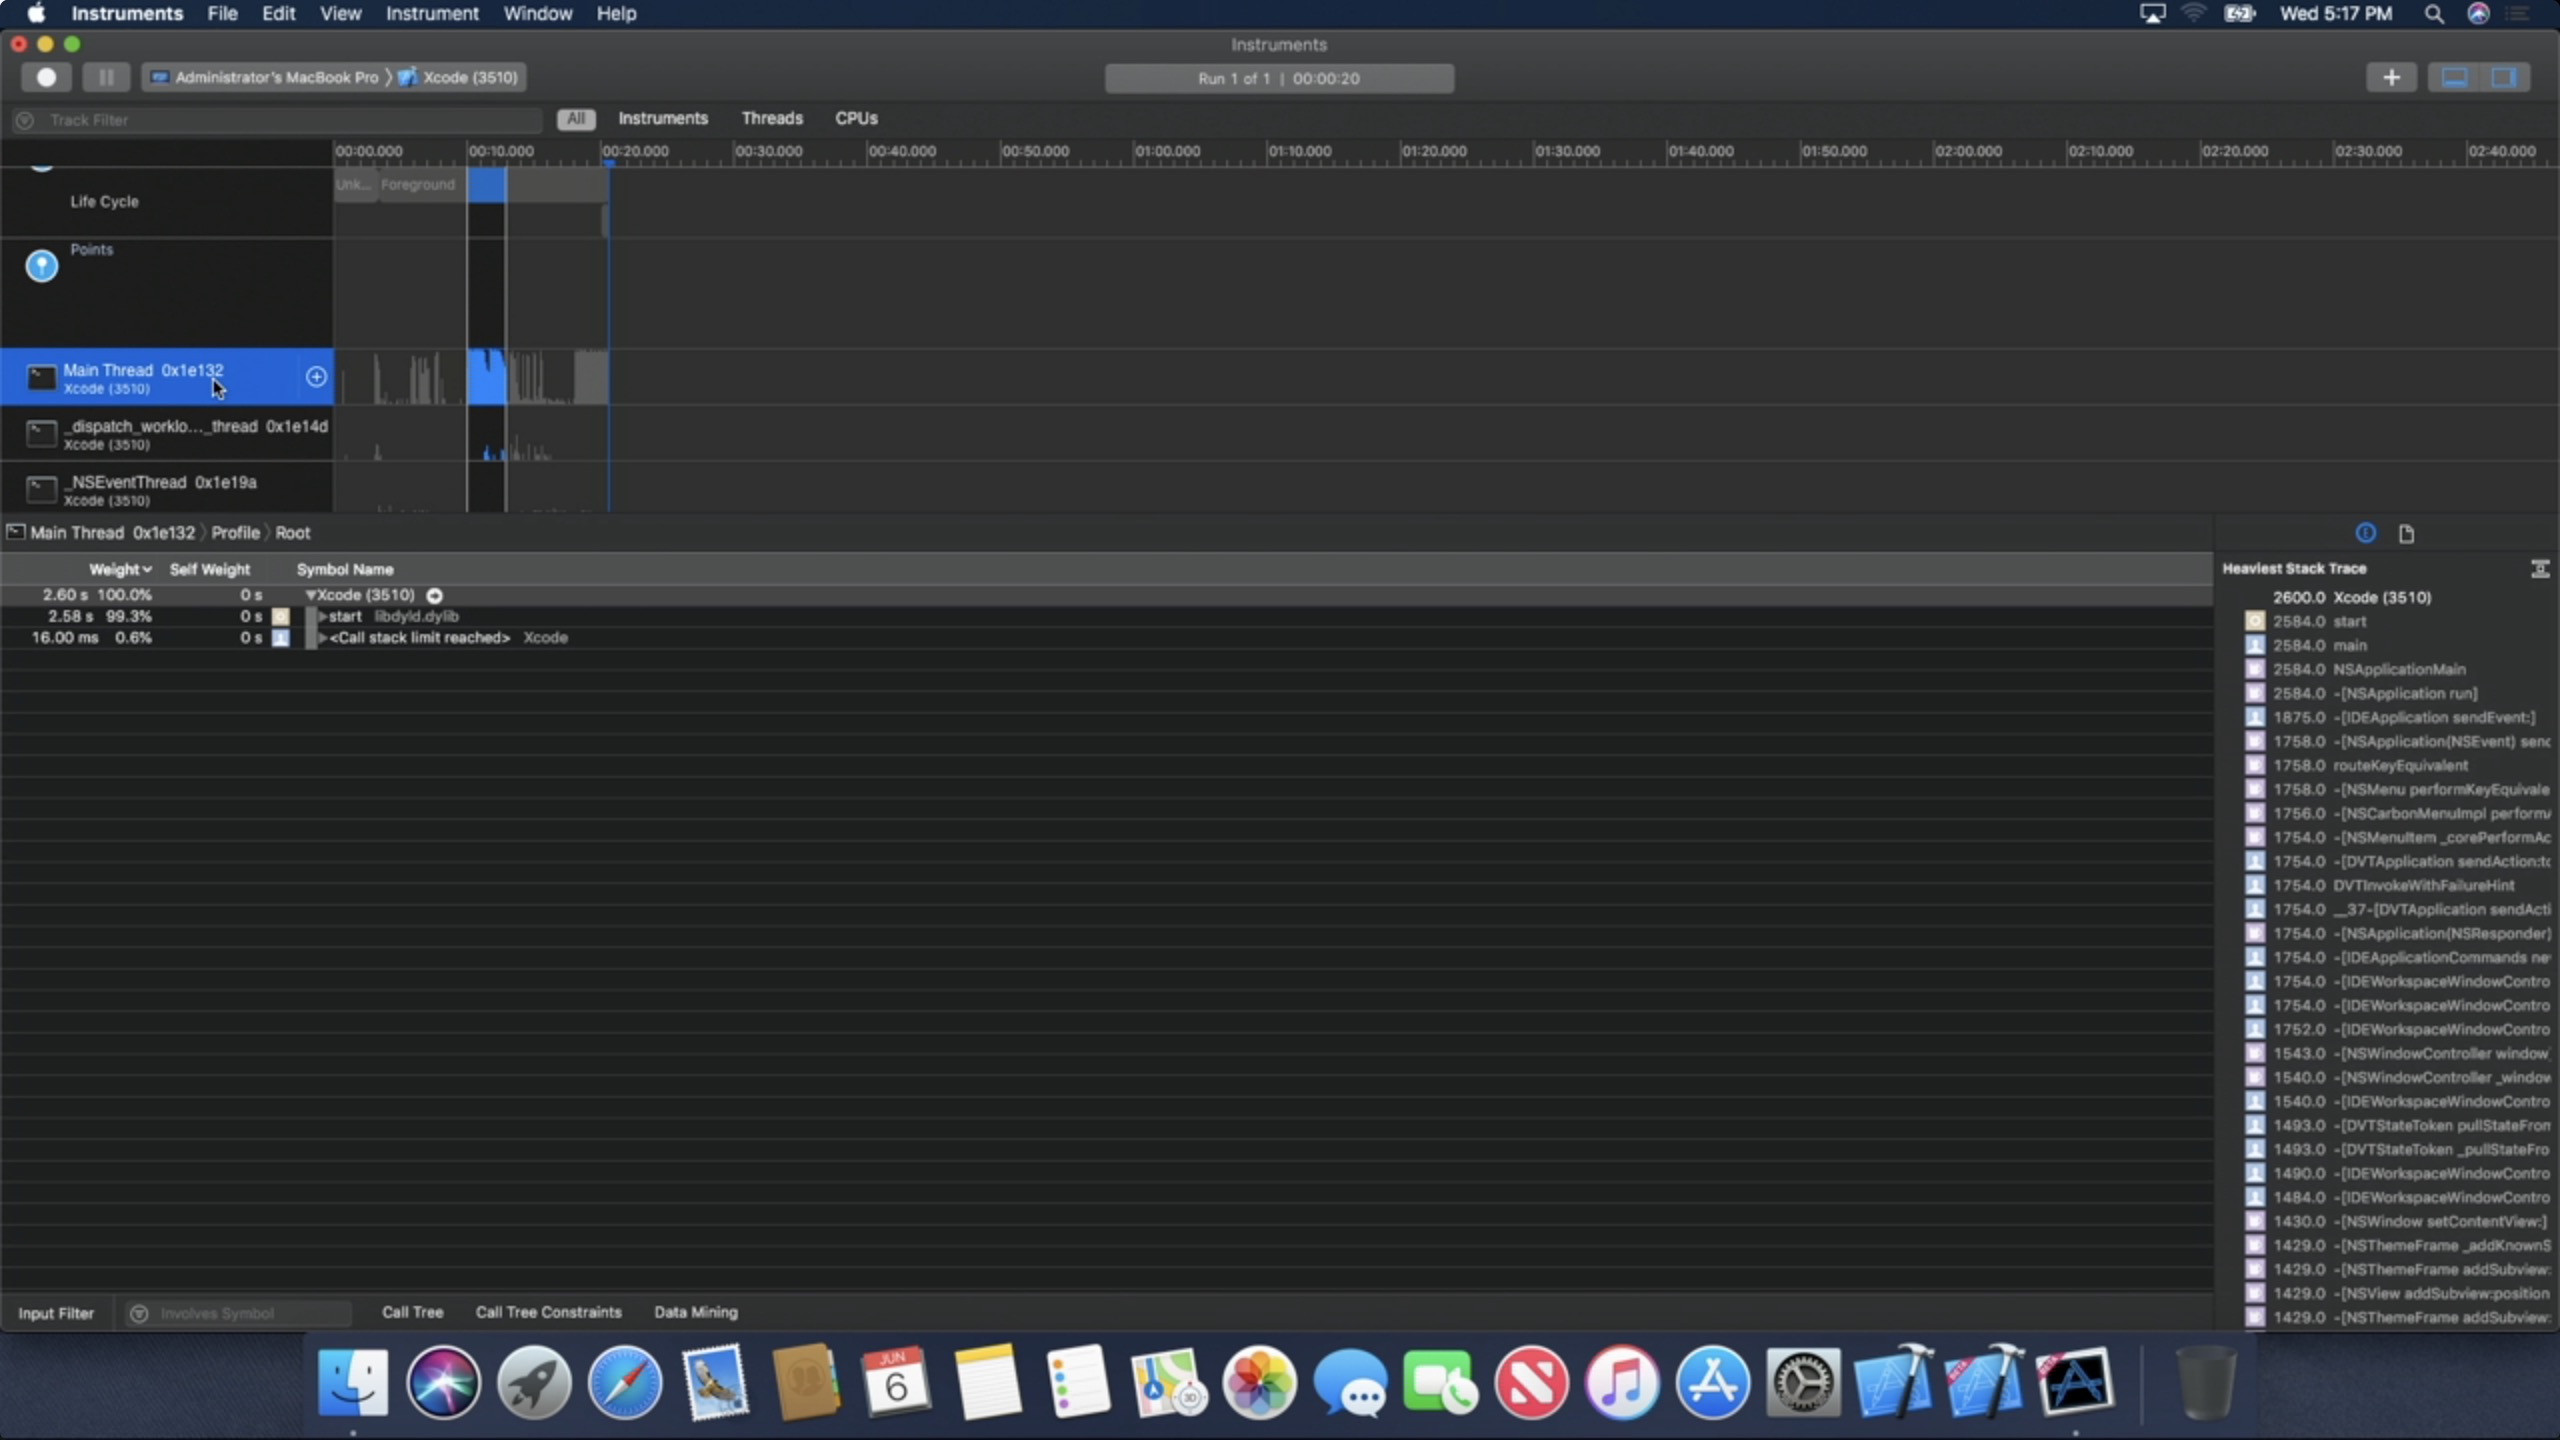 Instruments File Edit View Instrument Window Help Wed 5:17 PM
Instruments
Administrator's MacBook Pro 〉 Xcode (3510) Run 1 of 1 | 00:00:20
Track Filter All Instruments Threads CPUs
00:00.000 00:10.000 00:20.000 00:30.000 00:40.000 00:50.000 01:00.000 01:10.000 01:20.000 01:30.000 01:40.000 01:50.000 02:00.000 02:10.000 02:20.000 02:30.000 02:40.000
Unk... Foreground
Life Cycle
Points
Main Thread 0x1e132
Xcode (3510)
_dispatch_worklo..._thread 0x1e14d
Xcode (3510)
_NSEventThread 0x1e19a
Xcode (3510)
Main Thread 0x1e132 〉 Profile 〉 Root
Weight Self Weight Symbol Name
2.60 s 100.0% 0 s Xcode (3510)
2.58 s 99.3% 0 s start libdyld.dylib
16.00 ms 0.6% 0 s <Call stack limit reached> Xcode
Heaviest Stack Trace
2600.0 Xcode (3510)
2584.0 start
2584.0 main
2584.0 NSApplicationMain
2584.0 -[NSApplication run]
1875.0 -[IDEApplication sendEvent:]
1758.0 -[NSApplication(NSEvent) send
1758.0 routeKeyEquivalent
1758.0 -[NSMenu performKeyEquivale
1756.0 -[NSCarbonMenuImpl perform
1754.0 -[NSMenuItem _corePerformAc
1754.0 -[DVTApplication sendAction:to
1754.0 DVTInvokeWithFailureHint
1754.0 __37-[DVTApplication sendActi
1754.0 -[NSApplication(NSResponder)
1754.0 -[IDEApplicationCommands ne
1754.0 -[IDEWorkspaceWindowContro
1754.0 -[IDEWorkspaceWindowContro
1752.0 -[IDEWorkspaceWindowContro
1543.0 -[NSWindowController window
1540.0 -[NSWindowController _window
1540.0 -[IDEWorkspaceWindowContro
1493.0 -[DVTStateToken pullStateFrom
1493.0 -[DVTStateToken _pullStateFro
1490.0 -[IDEWorkspaceWindowContro
1484.0 -[IDEWorkspaceWindowContro
1430.0 -[NSWindow setContentView:]
1429.0 -[NSThemeFrame _addKnownS
1429.0 -[NSThemeFrame addSubview:
1429.0 -[NSView addSubview:position
1429.0 -[NSThemeFrame addSubview:
Input Filter Involves Symbol Call Tree Call Tree Constraints Data Mining
JUN
6
3D
BETA
BETA